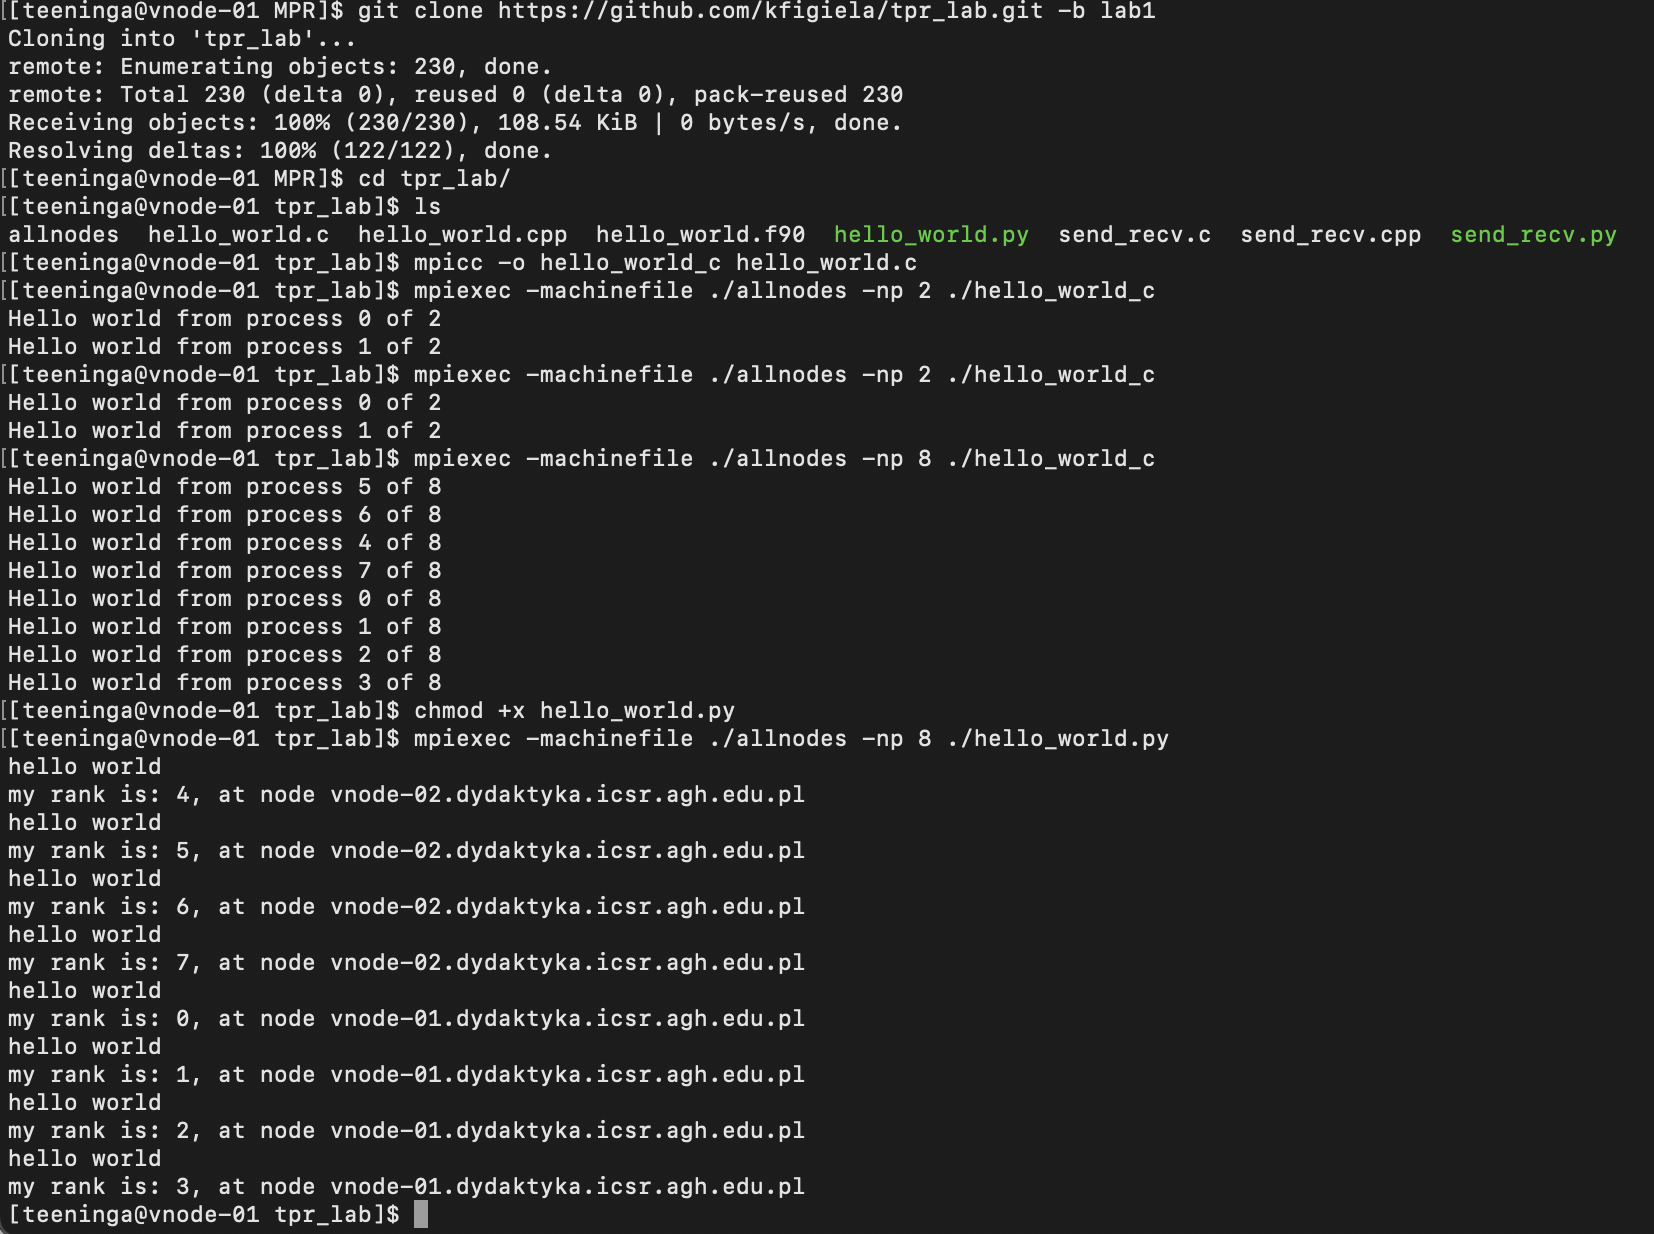 [[teeninga@vnode-01 MPR]$ git clone https://github.com/kfigiela/tpr_lab.git -b lab1
Cloning into 'tpr_lab'...
remote: Enumerating objects: 230, done.
remote: Total 230 (delta 0), reused 0 (delta 0), pack-reused 230
Receiving objects: 100% (230/230), 108.54 KiB | 0 bytes/s, done.
Resolving deltas: 100% (122/122), done.
[[teeninga@vnode-01 MPR]$ cd tpr_lab/
[[teeninga@vnode-01 tpr_lab]$ ls
allnodes  hello_world.c  hello_world.cpp  hello_world.f90  hello_world.py  send_recv.c  send_recv.cpp  send_recv.py
[[teeninga@vnode-01 tpr_lab]$ mpicc -o hello_world_c hello_world.c
[[teeninga@vnode-01 tpr_lab]$ mpiexec -machinefile ./allnodes -np 2 ./hello_world_c
Hello world from process 0 of 2
Hello world from process 1 of 2
[[teeninga@vnode-01 tpr_lab]$ mpiexec -machinefile ./allnodes -np 2 ./hello_world_c
Hello world from process 0 of 2
Hello world from process 1 of 2
[[teeninga@vnode-01 tpr_lab]$ mpiexec -machinefile ./allnodes -np 8 ./hello_world_c
Hello world from process 5 of 8
Hello world from process 6 of 8
Hello world from process 4 of 8
Hello world from process 7 of 8
Hello world from process 0 of 8
Hello world from process 1 of 8
Hello world from process 2 of 8
Hello world from process 3 of 8
[[teeninga@vnode-01 tpr_lab]$ chmod +x hello_world.py
[[teeninga@vnode-01 tpr_lab]$ mpiexec -machinefile ./allnodes -np 8 ./hello_world.py
hello world
my rank is: 4, at node vnode-02.dydaktyka.icsr.agh.edu.pl
hello world
my rank is: 5, at node vnode-02.dydaktyka.icsr.agh.edu.pl
hello world
my rank is: 6, at node vnode-02.dydaktyka.icsr.agh.edu.pl
hello world
my rank is: 7, at node vnode-02.dydaktyka.icsr.agh.edu.pl
hello world
my rank is: 0, at node vnode-01.dydaktyka.icsr.agh.edu.pl
hello world
my rank is: 1, at node vnode-01.dydaktyka.icsr.agh.edu.pl
hello world
my rank is: 2, at node vnode-01.dydaktyka.icsr.agh.edu.pl
hello world
my rank is: 3, at node vnode-01.dydaktyka.icsr.agh.edu.pl
[teeninga@vnode-01 tpr_lab]$